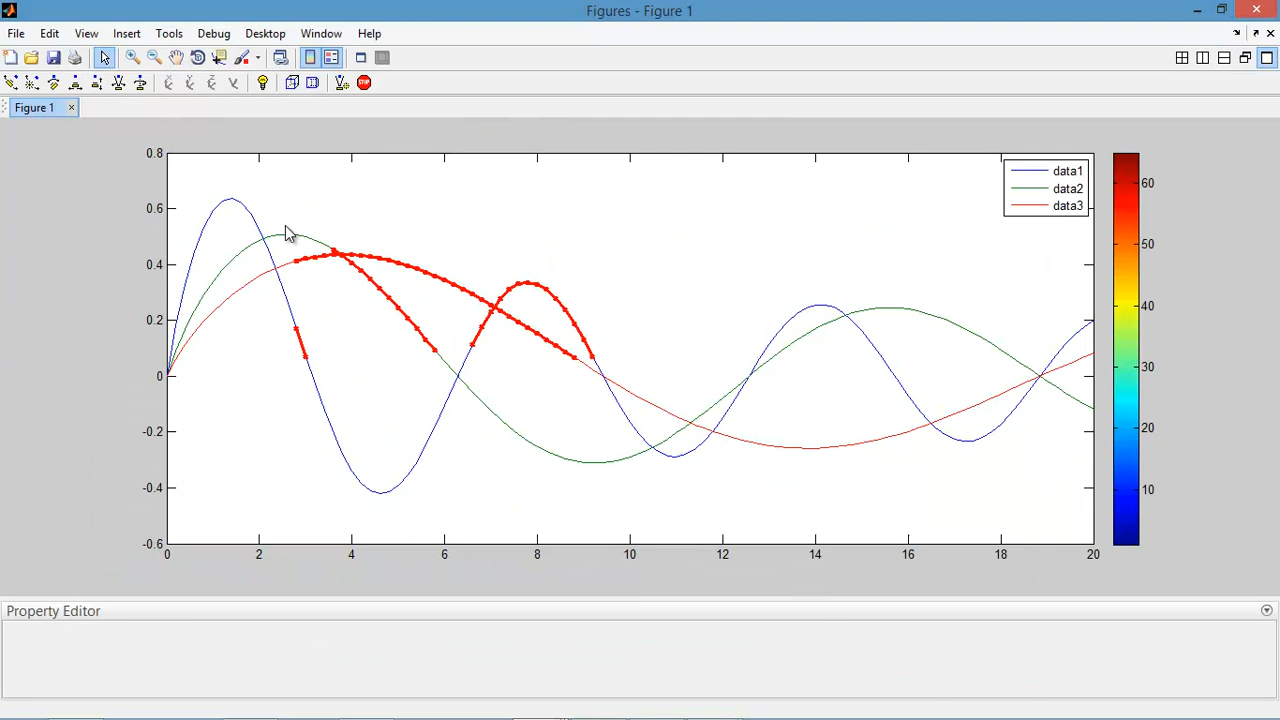 Figures - Figure 1
File Edit View Insert Tools Debug Desktop Window Help
STOP
Figure 1
0.8
0.6
0.4
0.2
0
-0.2
-0.4
-0.6
0 2 4 6 8 10 12 14 16 18 20
data1
data2
data3
60
50
40
30
20
10
Property Editor